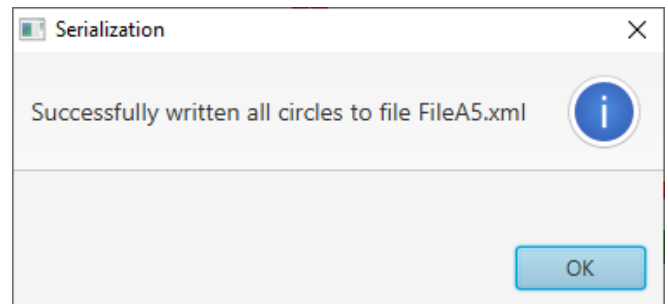 Serialization
Successfully written all circles to file FileA5.xml
i
OK